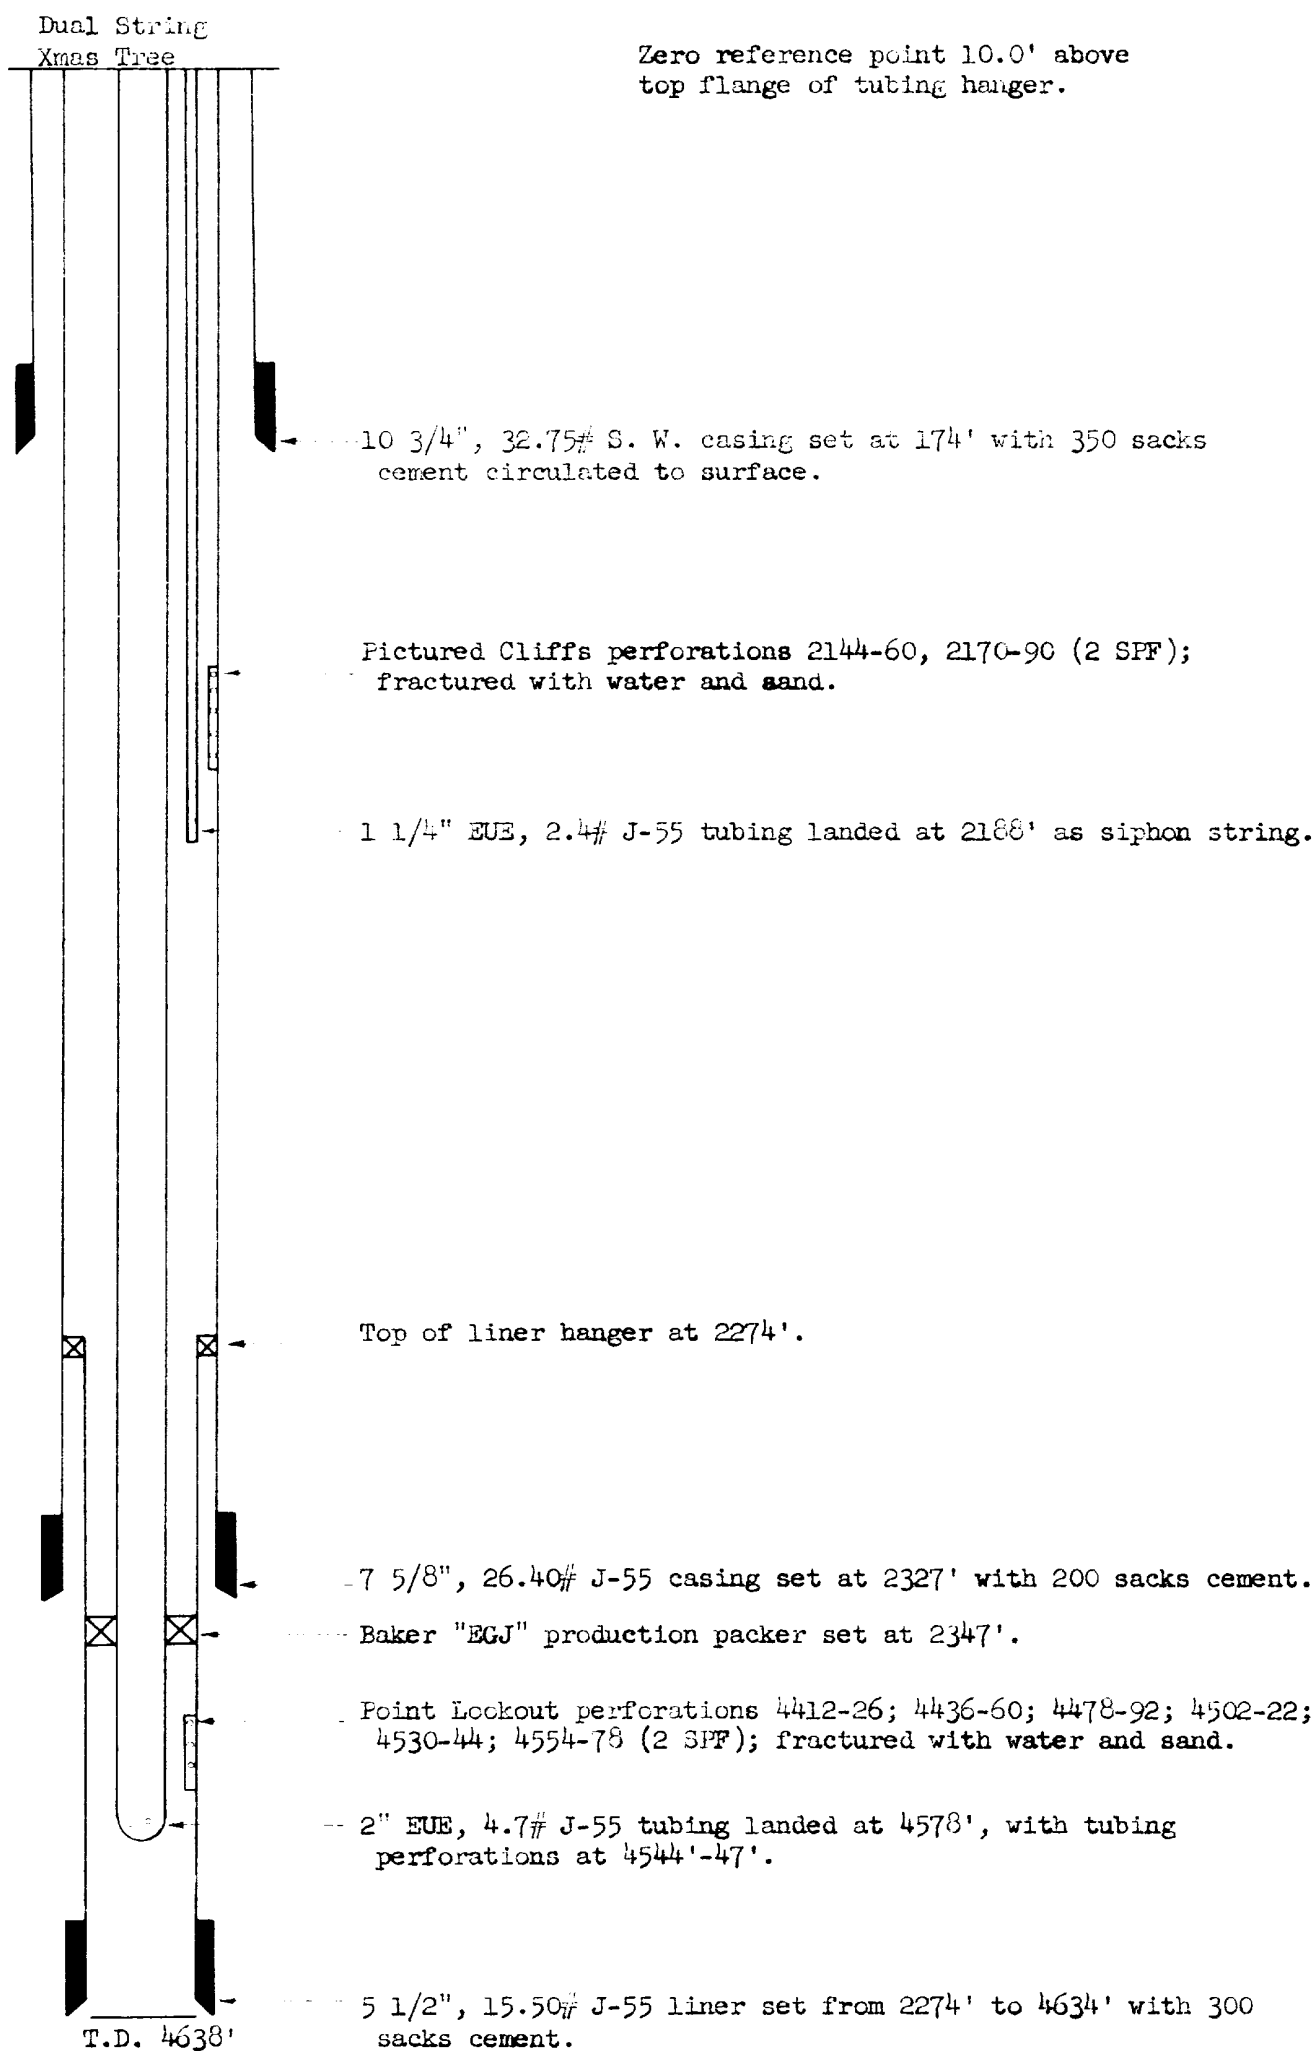 Dual String
Xmas Tree
Zero reference point 10.0' above
top flange of tubing hanger.
10 3/4", 32.75# S. W. casing set at 174' with 350 sacks
cement circulated to surface.
Pictured Cliffs perforations 2144-60, 2170-90 (2 SPF);
fractured with water and sand.
1 1/4" EUE, 2.4# J-55 tubing landed at 2188' as siphon string.
Top of liner hanger at 2274'.
7 5/8", 26.40# J-55 casing set at 2327' with 200 sacks cement.
Baker "EGJ" production packer set at 2347'.
Point Lookout perforations 4412-26; 4436-60; 4478-92; 4502-22;
4530-44; 4554-78 (2 SPF); fractured with water and sand.
2" EUE, 4.7# J-55 tubing landed at 4578', with tubing
perforations at 4544'-47'.
5 1/2", 15.50# J-55 liner set from 2274' to 4634' with 300
sacks cement.
T.D. 4638'